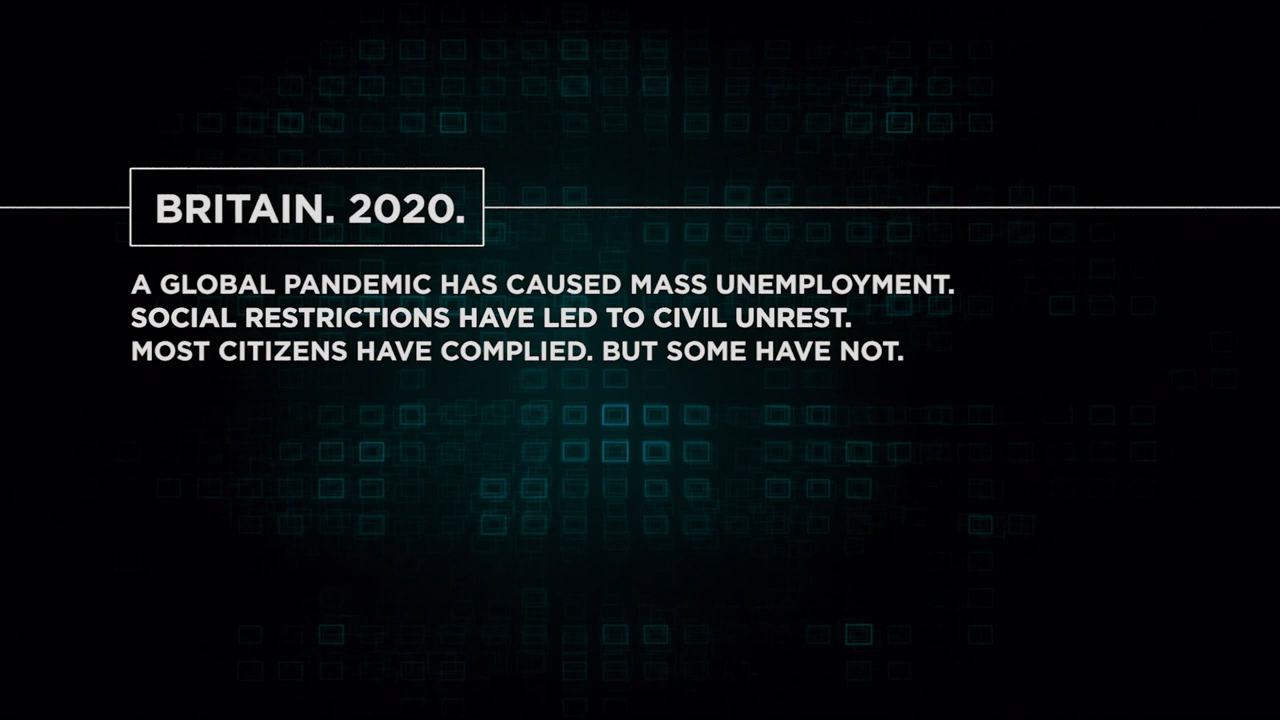 BRITAIN. 2020.
A GLOBAL PANDEMIC HAS CAUSED MASS UNEMPLOYMENT.
SOCIAL RESTRICTIONS HAVE LED TO CIVIL UNREST.
MOST CITIZENS HAVE COMPLIED. BUT SOME HAVE NOT.